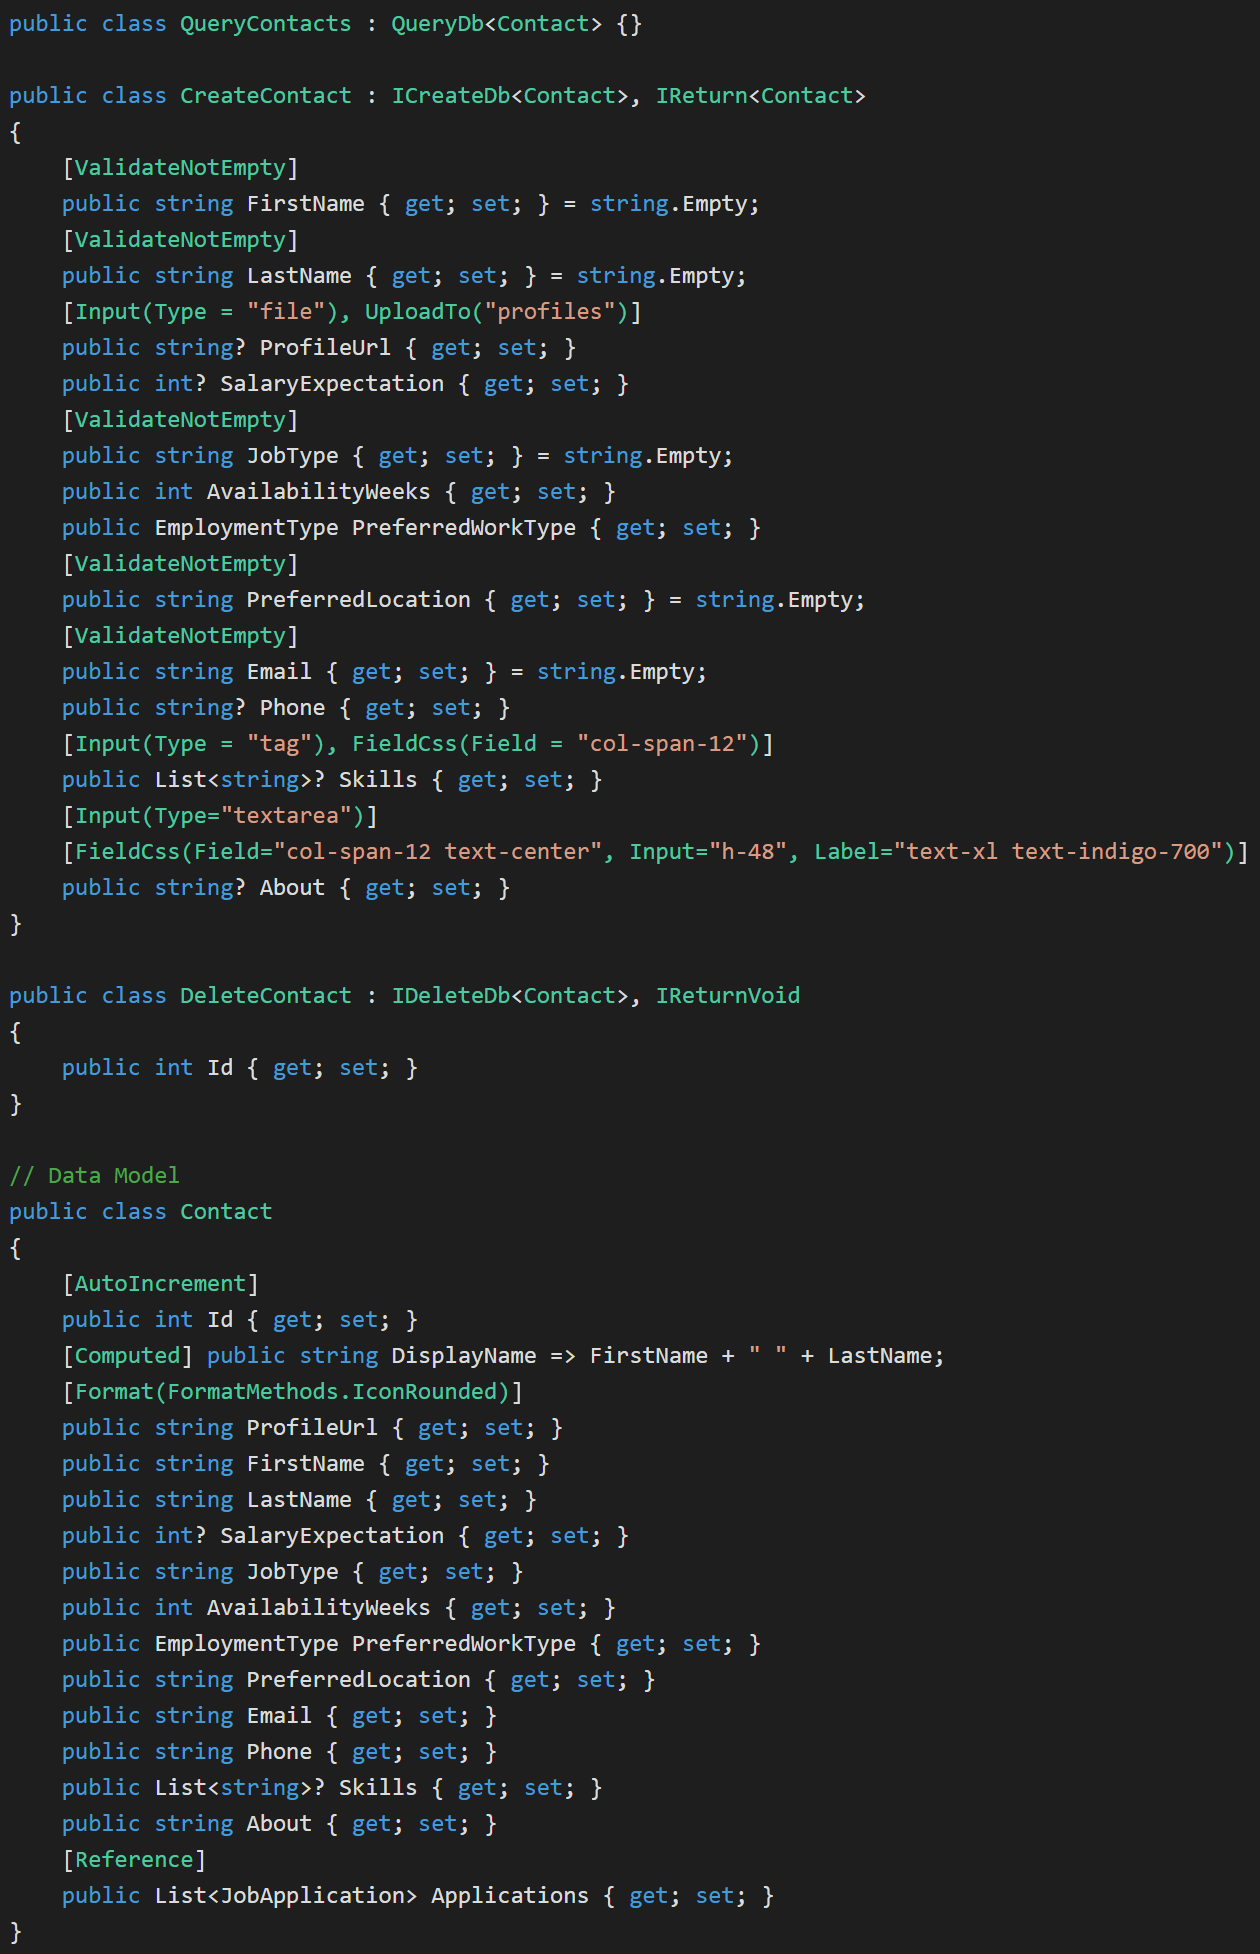 public class QueryContacts : QueryDb<Contact> {}

public class CreateContact : ICreateDb<Contact>, IReturn<Contact>
{
    [ValidateNotEmpty]
    public string FirstName { get; set; } = string.Empty;
    [ValidateNotEmpty]
    public string LastName { get; set; } = string.Empty;
    [Input(Type = "file"), UploadTo("profiles")]
    public string? ProfileUrl { get; set; }
    public int? SalaryExpectation { get; set; }
    [ValidateNotEmpty]
    public string JobType { get; set; } = string.Empty;
    public int AvailabilityWeeks { get; set; }
    public EmploymentType PreferredWorkType { get; set; }
    [ValidateNotEmpty]
    public string PreferredLocation { get; set; } = string.Empty;
    [ValidateNotEmpty]
    public string Email { get; set; } = string.Empty;
    public string? Phone { get; set; }
    [Input(Type = "tag"), FieldCss(Field = "col-span-12")]
    public List<string>? Skills { get; set; }
    [Input(Type="textarea")]
    [FieldCss(Field="col-span-12 text-center", Input="h-48", Label="text-xl text-indigo-700")]
    public string? About { get; set; }
}

public class DeleteContact : IDeleteDb<Contact>, IReturnVoid
{
    public int Id { get; set; }
}

// Data Model
public class Contact
{
    [AutoIncrement]
    public int Id { get; set; }
    [Computed] public string DisplayName => FirstName + " " + LastName;
    [Format(FormatMethods.IconRounded)]
    public string ProfileUrl { get; set; }
    public string FirstName { get; set; }
    public string LastName { get; set; }
    public int? SalaryExpectation { get; set; }
    public string JobType { get; set; }
    public int AvailabilityWeeks { get; set; }
    public EmploymentType PreferredWorkType { get; set; }
    public string PreferredLocation { get; set; }
    public string Email { get; set; }
    public string Phone { get; set; }
    public List<string>? Skills { get; set; }
    public string About { get; set; }
    [Reference]
    public List<JobApplication> Applications { get; set; }
}